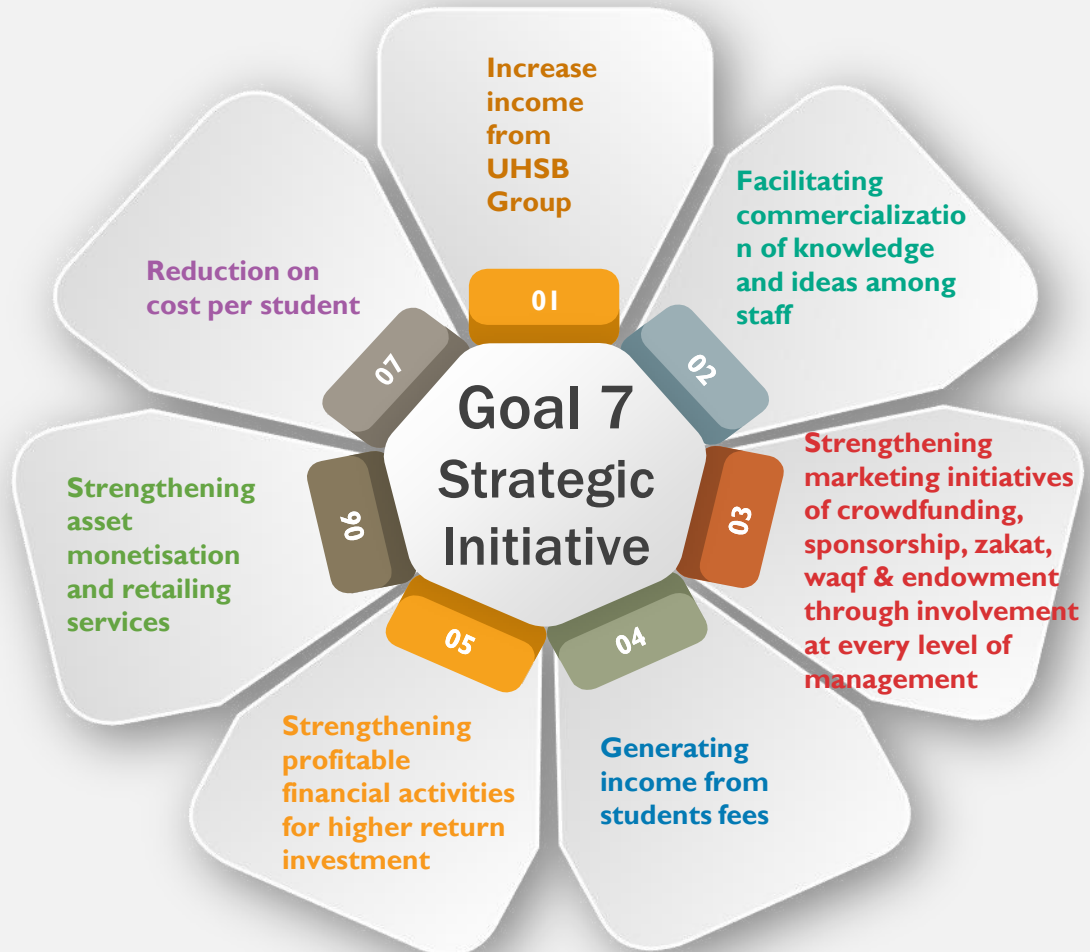 Increase
income
from
UHSB
Group
01
Facilitating
commercializatio
n of knowledge
and ideas among
staff
02
Strengthening
marketing initiatives
of crowdfunding,
sponsorship, zakat,
waqf & endowment
through involvement
at every level of
management
03
Generating
income from
students fees
04
Strengthening
profitable
financial activities
for higher return
investment
05
Strengthening
asset
monetisation
and retailing
services
06
Reduction on
cost per student
07
Goal 7
Strategic
Initiative